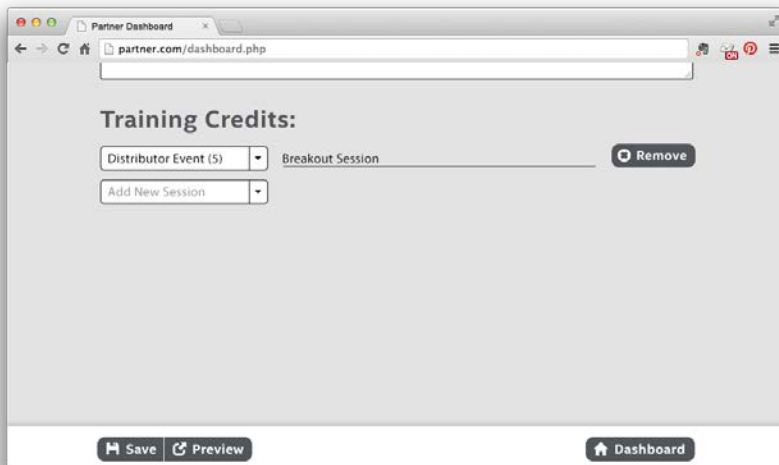 Partner Dashboard
partner.com/dashboard.php
ON
Training Credits:
Distributor Event (5)
Breakout Session
Remove
Add New Session
Save
Preview
Dashboard